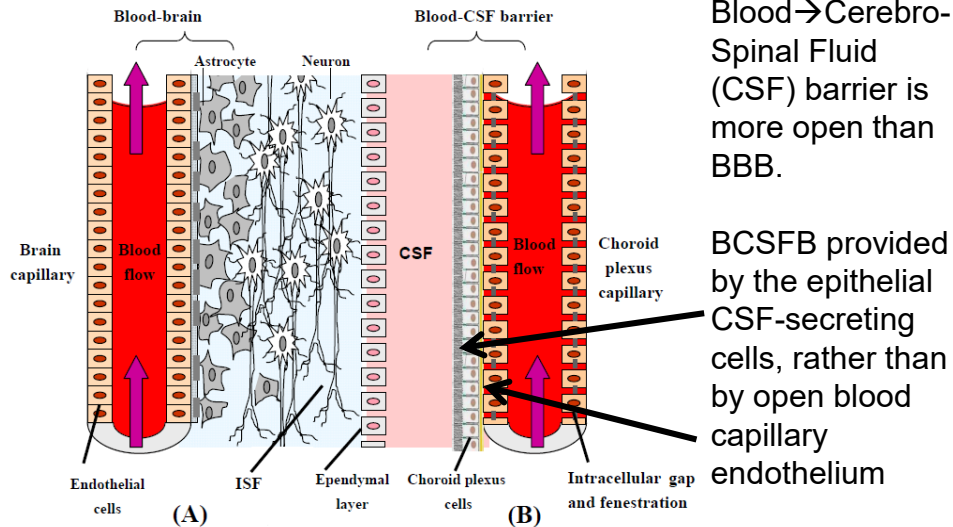 Blood-brain
Blood-CSF barrier
Astrocyte
Neuron
Brain
capillary
Blood
flow
CSF
Blood
flow
Choroid
plexus
capillary
Endothelial
cells
ISF
Ependymal
layer
Choroid plexus
cells
Intracellular gap
and fenestration
(A)
(B)
Blood→Cerebro-
Spinal Fluid
(CSF) barrier is
more open than
BBB.
BCSFB provided
by the epithelial
CSF-secreting
cells, rather than
by open blood
capillary
endothelium